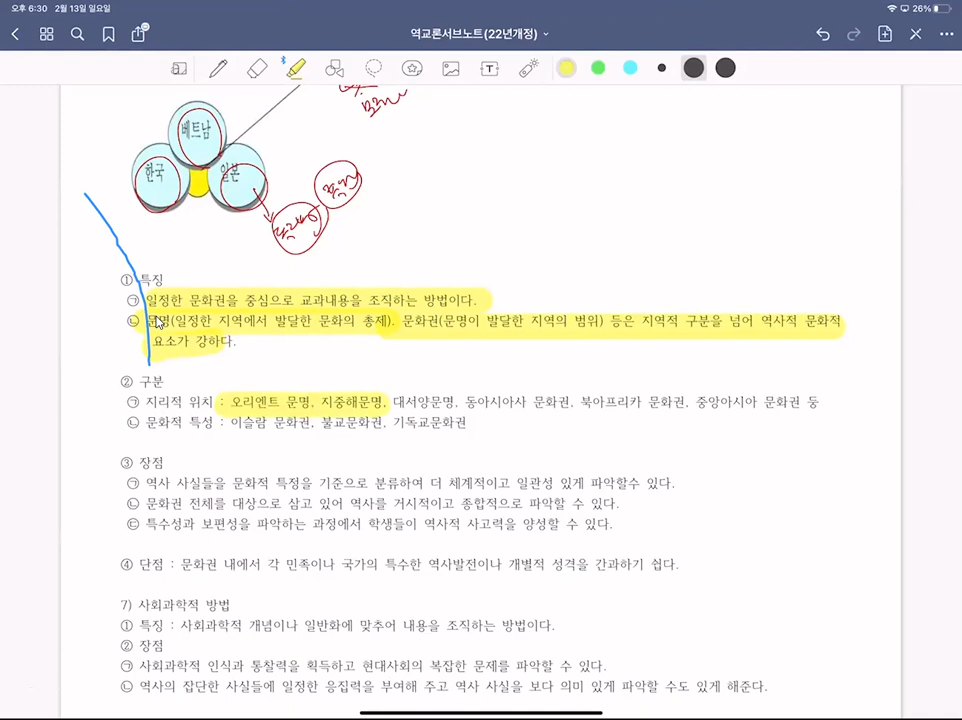 오후 6:30 2월 13일 일요일
26%
역교론서브노트(22년개정)
베트남
한국 일본
① 특징
㉠ 일정한 문화권을 중심으로 교과내용을 조직하는 방법이다.
㉡ 문명(일정한 지역에서 발달한 문화의 총제). 문화권(문명이 발달한 지역의 범위) 등은 지역적 구분을 넘어 역사적 문화적
요소가 강하다.
② 구분
㉠ 지리적 위치 : 오리엔트 문명, 지중해문명, 대서양문명, 동아시아사 문화권, 북아프리카 문화권, 중앙아시아 문화권 둥
㉡ 문화적 특성 : 이슬람 문화권, 불교문화권, 기독교문화권
③ 장점
㉠ 역사 사실들을 문화적 특정을 기준으로 분류하여 더 체계적이고 일관성 있게 파악할수 있다.
㉡ 문화권 전체를 대상으로 삼고 있어 역사를 거시적이고 종합적으로 파악할 수 있다.
㉢ 특수성과 보편성을 파악하는 과정에서 학생들이 역사적 사고력을 양성할 수 있다.
④ 단점 : 문화권 내에서 각 민족이나 국가의 특수한 역사발전이나 개별적 성격을 간과하기 쉽다.
7) 사회과학적 방법
① 특징 : 사회과학적 개념이나 일반화에 맞추어 내용을 조직하는 방법이다.
② 장점
㉠ 사회과학적 인식과 통찰력을 획득하고 현대사회의 복잡한 문제를 파악할 수 있다.
㉡ 역사의 잡단한 사실들에 일정한 응집력을 부여해 주고 역사 사실을 보다 의미 있게 파악할 수도 있게 해준다.